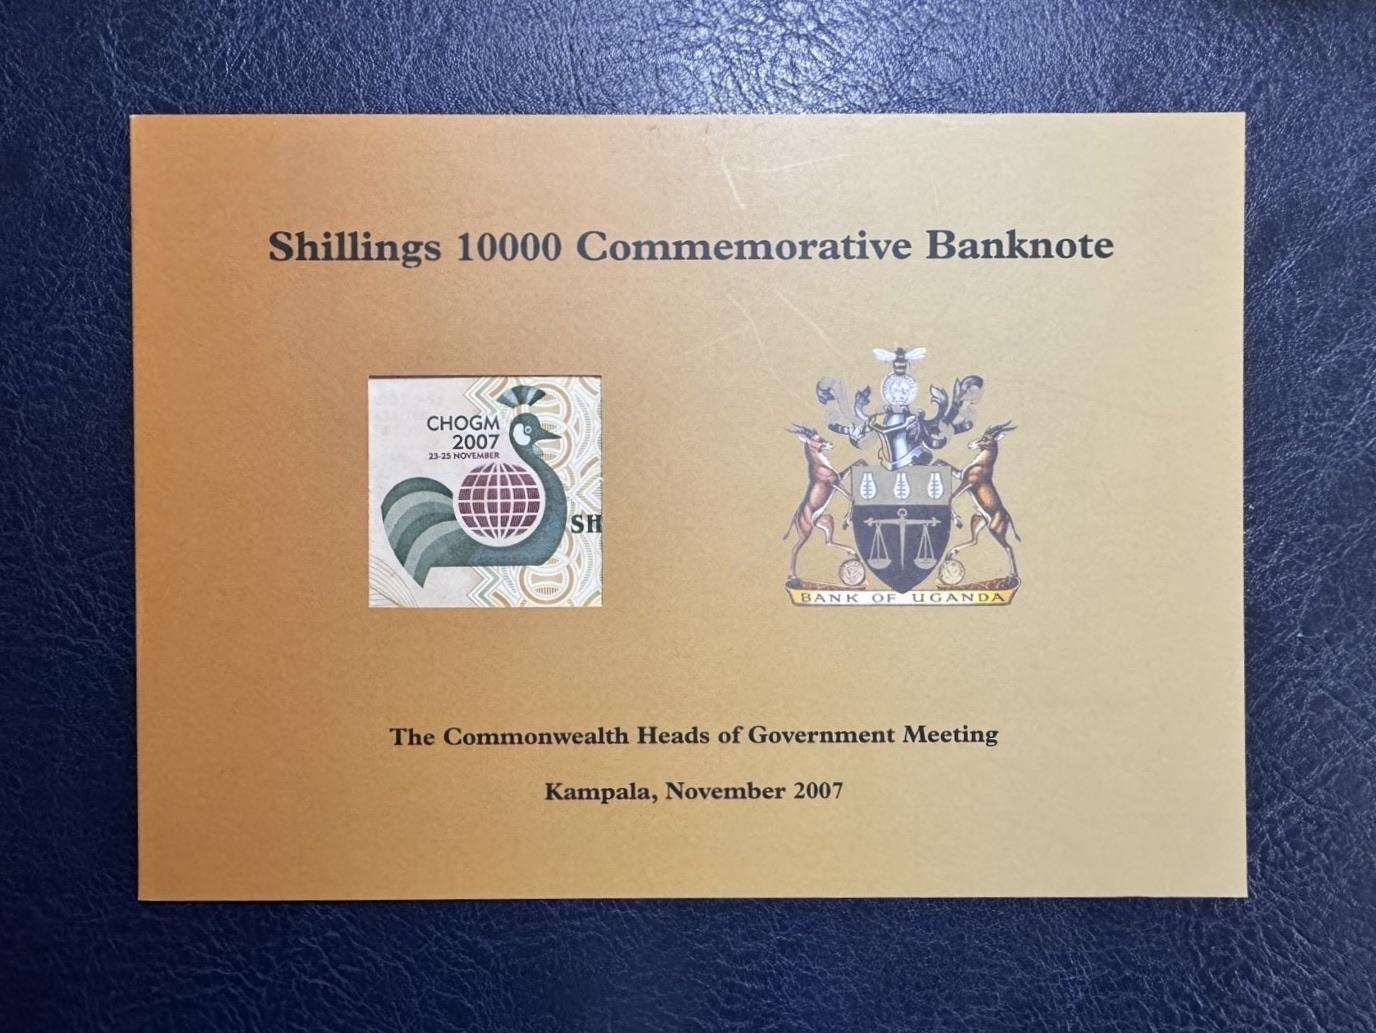 Shillings 10000 Commemorative Banknote
CHOGM
2007
23-25 NOVEMBER
SH
BANK OF UGANDA
The Commonwealth Heads of Government Meeting
Kampala, November 2007